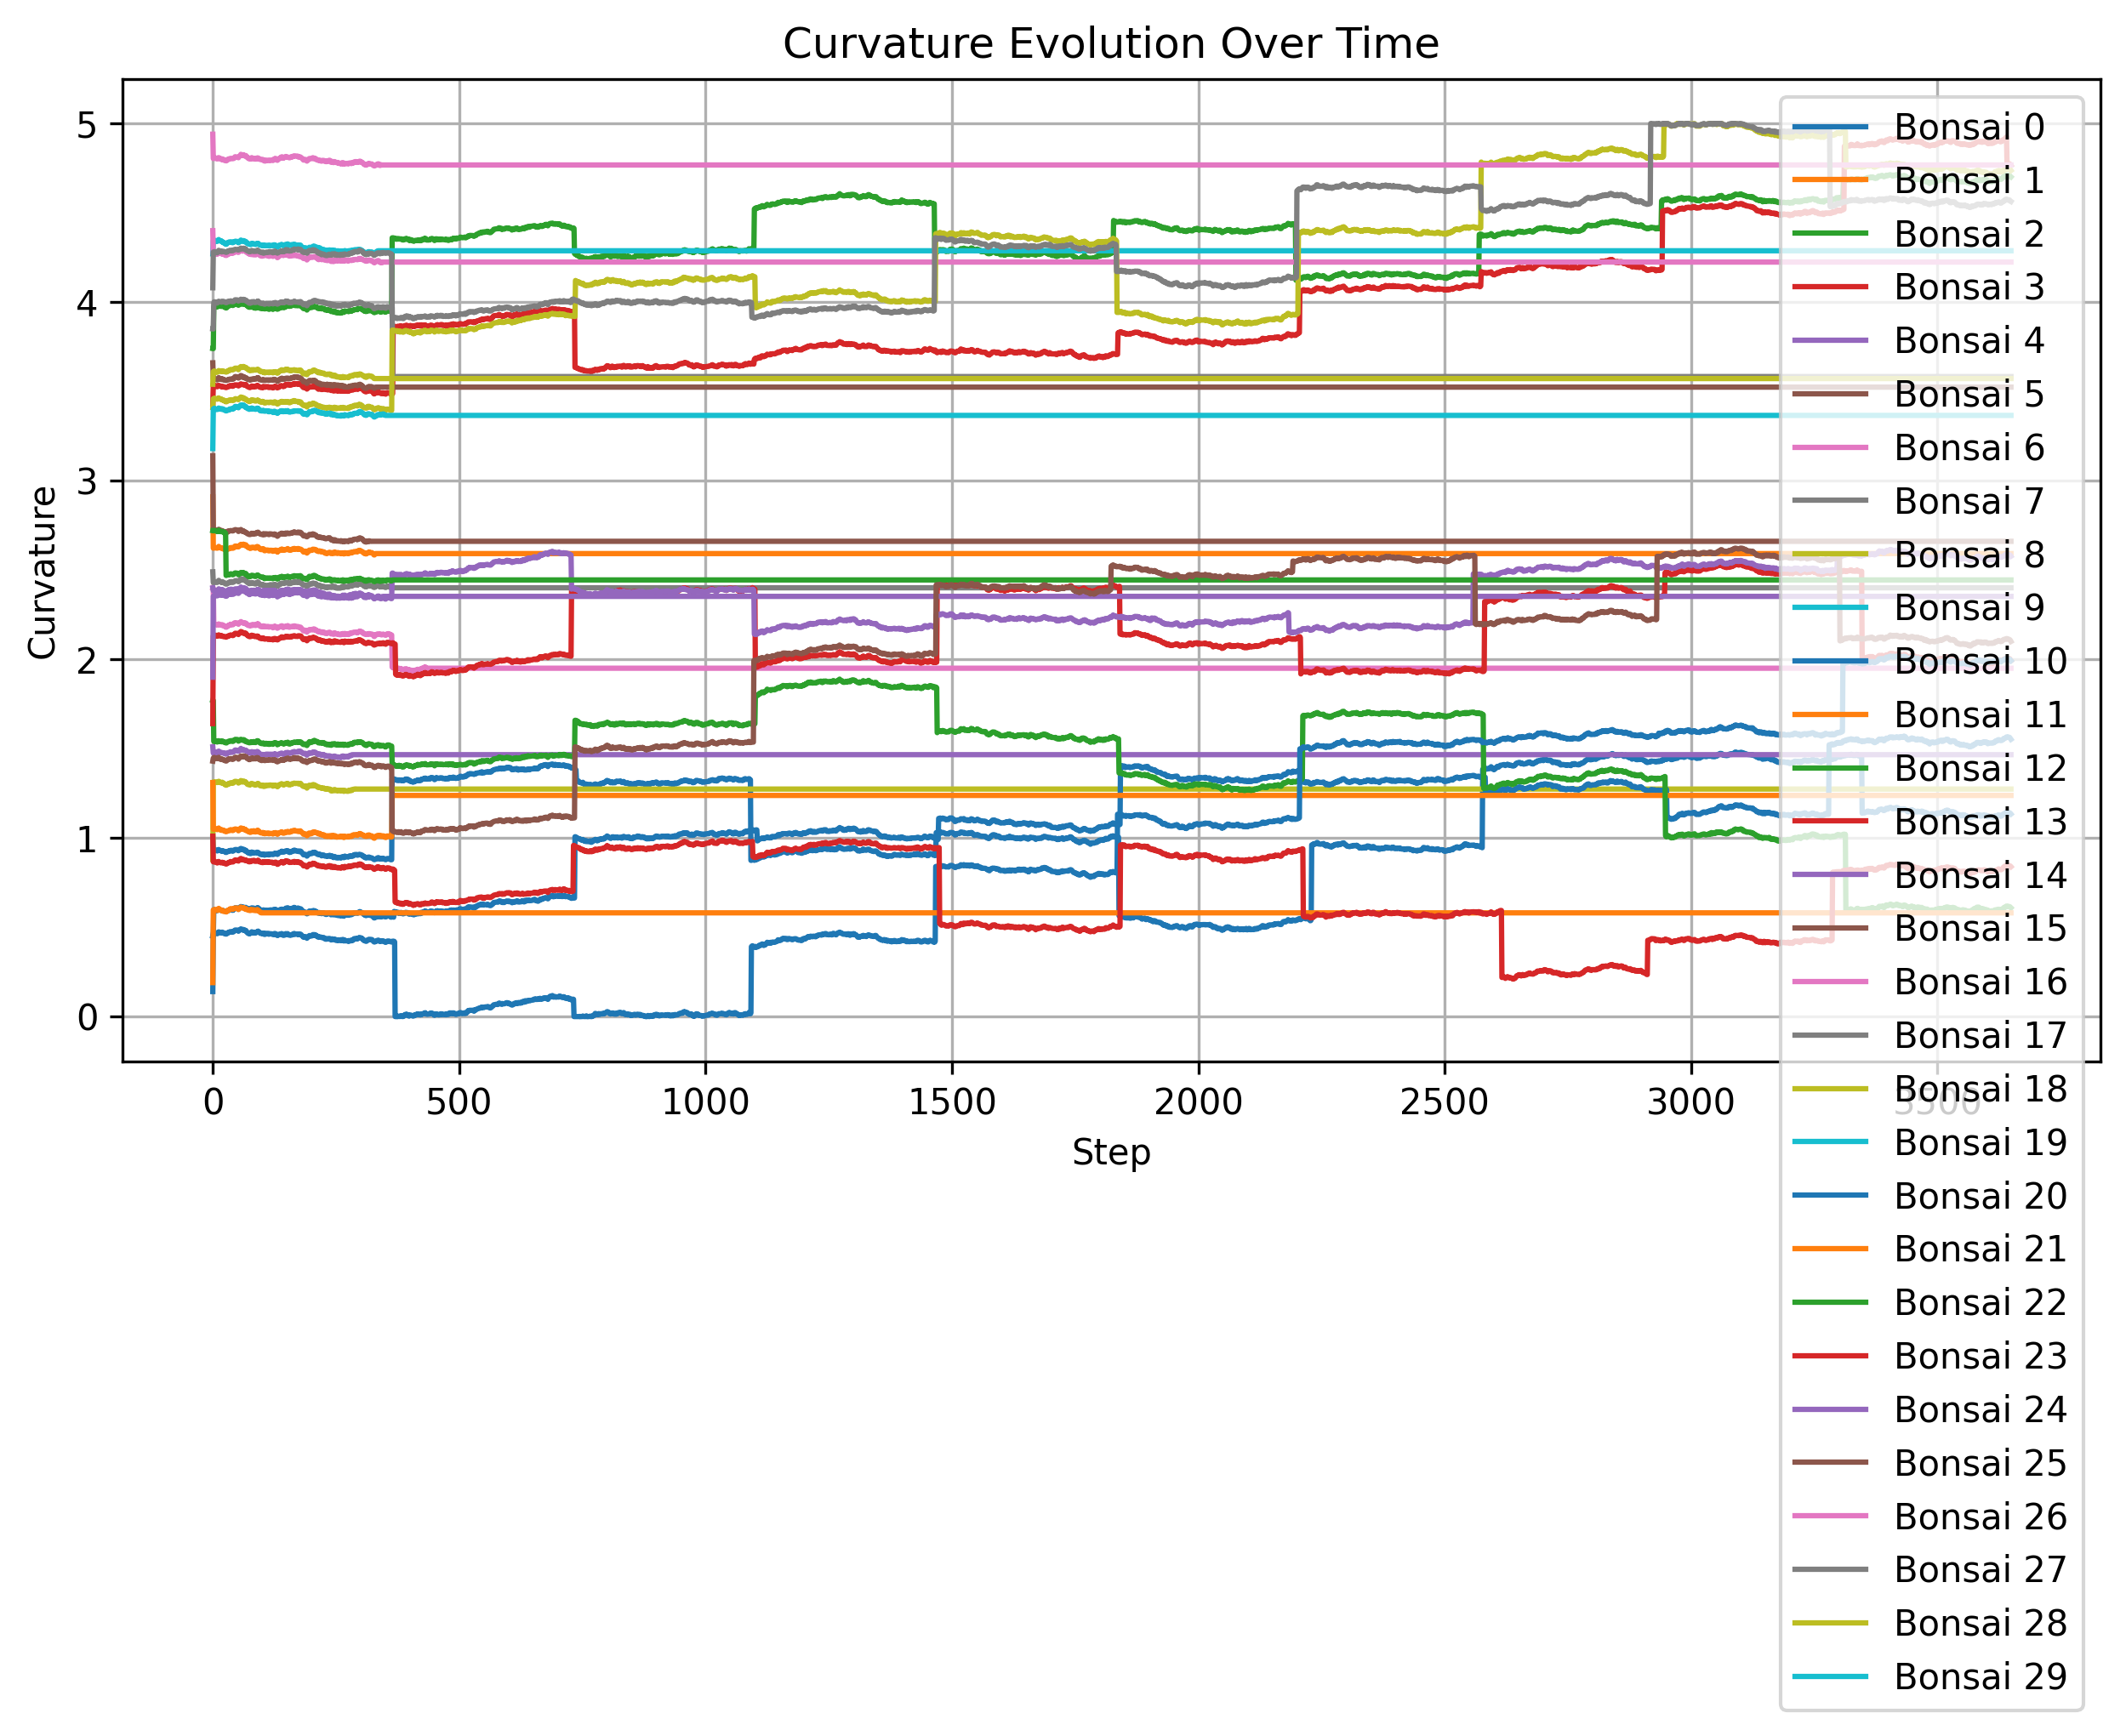 Curvature Evolution Over Time
Curvature
5
4
3
2
1
0
0 500 1000 1500 2000 2500 3000 3500
Step
Bonsai 0
Bonsai 1
Bonsai 2
Bonsai 3
Bonsai 4
Bonsai 5
Bonsai 6
Bonsai 7
Bonsai 8
Bonsai 9
Bonsai 10
Bonsai 11
Bonsai 12
Bonsai 13
Bonsai 14
Bonsai 15
Bonsai 16
Bonsai 17
Bonsai 18
Bonsai 19
Bonsai 20
Bonsai 21
Bonsai 22
Bonsai 23
Bonsai 24
Bonsai 25
Bonsai 26
Bonsai 27
Bonsai 28
Bonsai 29